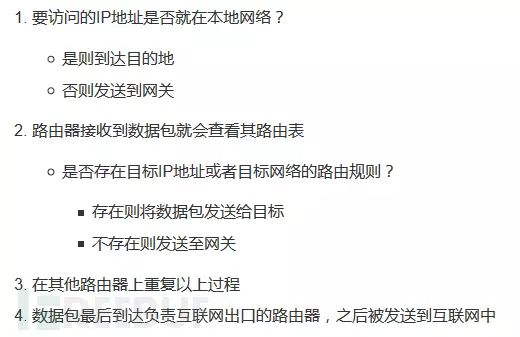 1. 要访问的IP地址是否就在本地网络？
是则到达目的地
否则发送到网关
2. 路由器接收到数据包就会查看其路由表
是否存在目标IP地址或者目标网络的路由规则？
存在则将数据包发送给目标
不存在则发送至网关
3. 在其他路由器上重复以上过程
4. 数据包最后到达负责互联网出口的路由器，之后被发送到互联网中
REEBUF